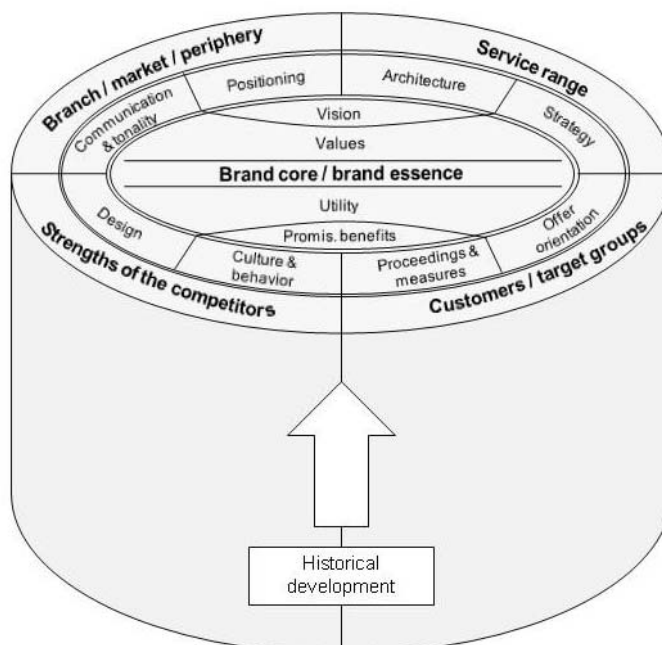 Branch / market / periphery
Service range
Positioning
Architecture
Communication
& tonality
Strategy
Vision
Values
Brand core / brand essence
Utility
Promis. benefits
Design
Offer
orientation
Culture &
behavior
Proceedings &
measures
Strengths of the competitors
Customers / target groups
Historical
development